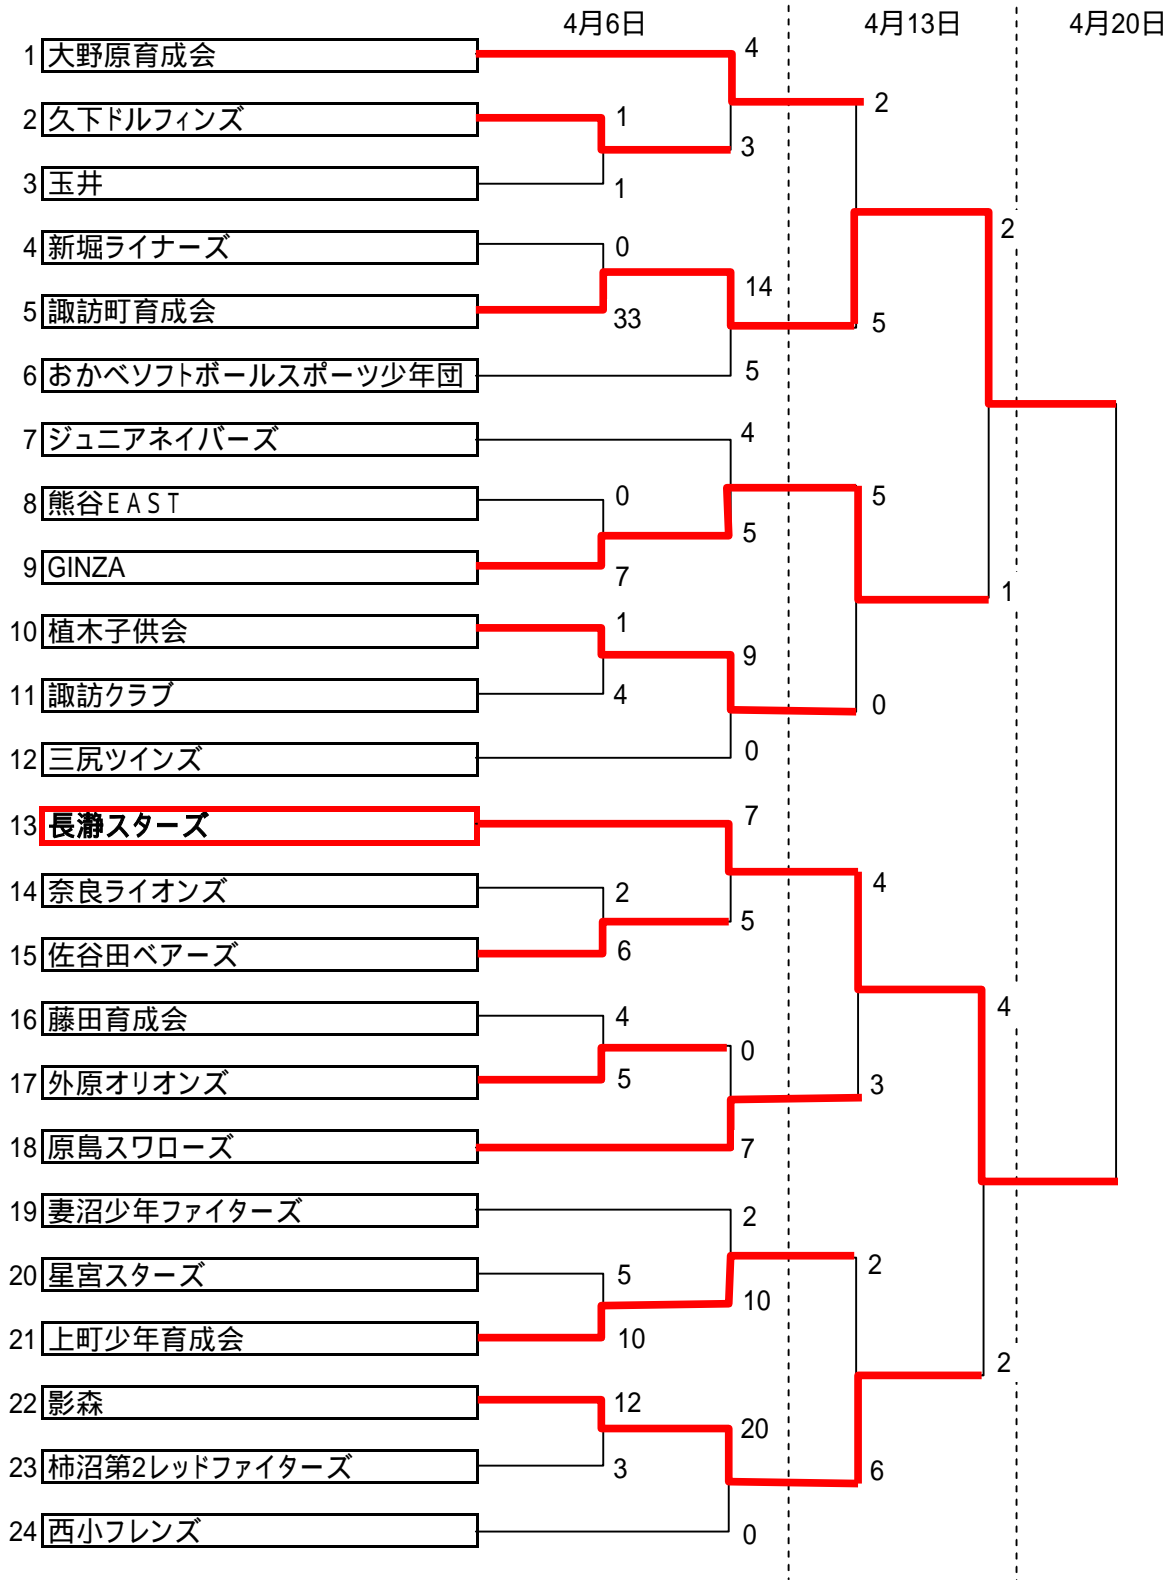 4月6日 4月13日 4月20日
1 大野原育成会 4
2
2 久下ドルフィンズ 1
3
3 玉井 1
2
4 新堀ライナーズ 0
14
5 諏訪町育成会 33
5
6 おかべソフトボールスポーツ少年団 5
7 ジュニアネイバーズ 4
5
8 熊谷EAST 0
5
9 GINZA 7
1
10 植木子供会 1
9
11 諏訪クラブ 4
0
12 三尻ツインズ 0
13 長瀞スターズ 7
4
14 奈良ライオンズ 2
5
15 佐谷田ベアーズ 6
4
16 藤田育成会 4
0
17 外原オリオンズ 5
3
18 原島スワローズ 7
19 妻沼少年ファイターズ 2
2
20 星宮スターズ 5
10
21 上町少年育成会 10
2
22 影森 12
20
23 柿沼第2レッドファイターズ 3
6
24 西小フレンズ 0